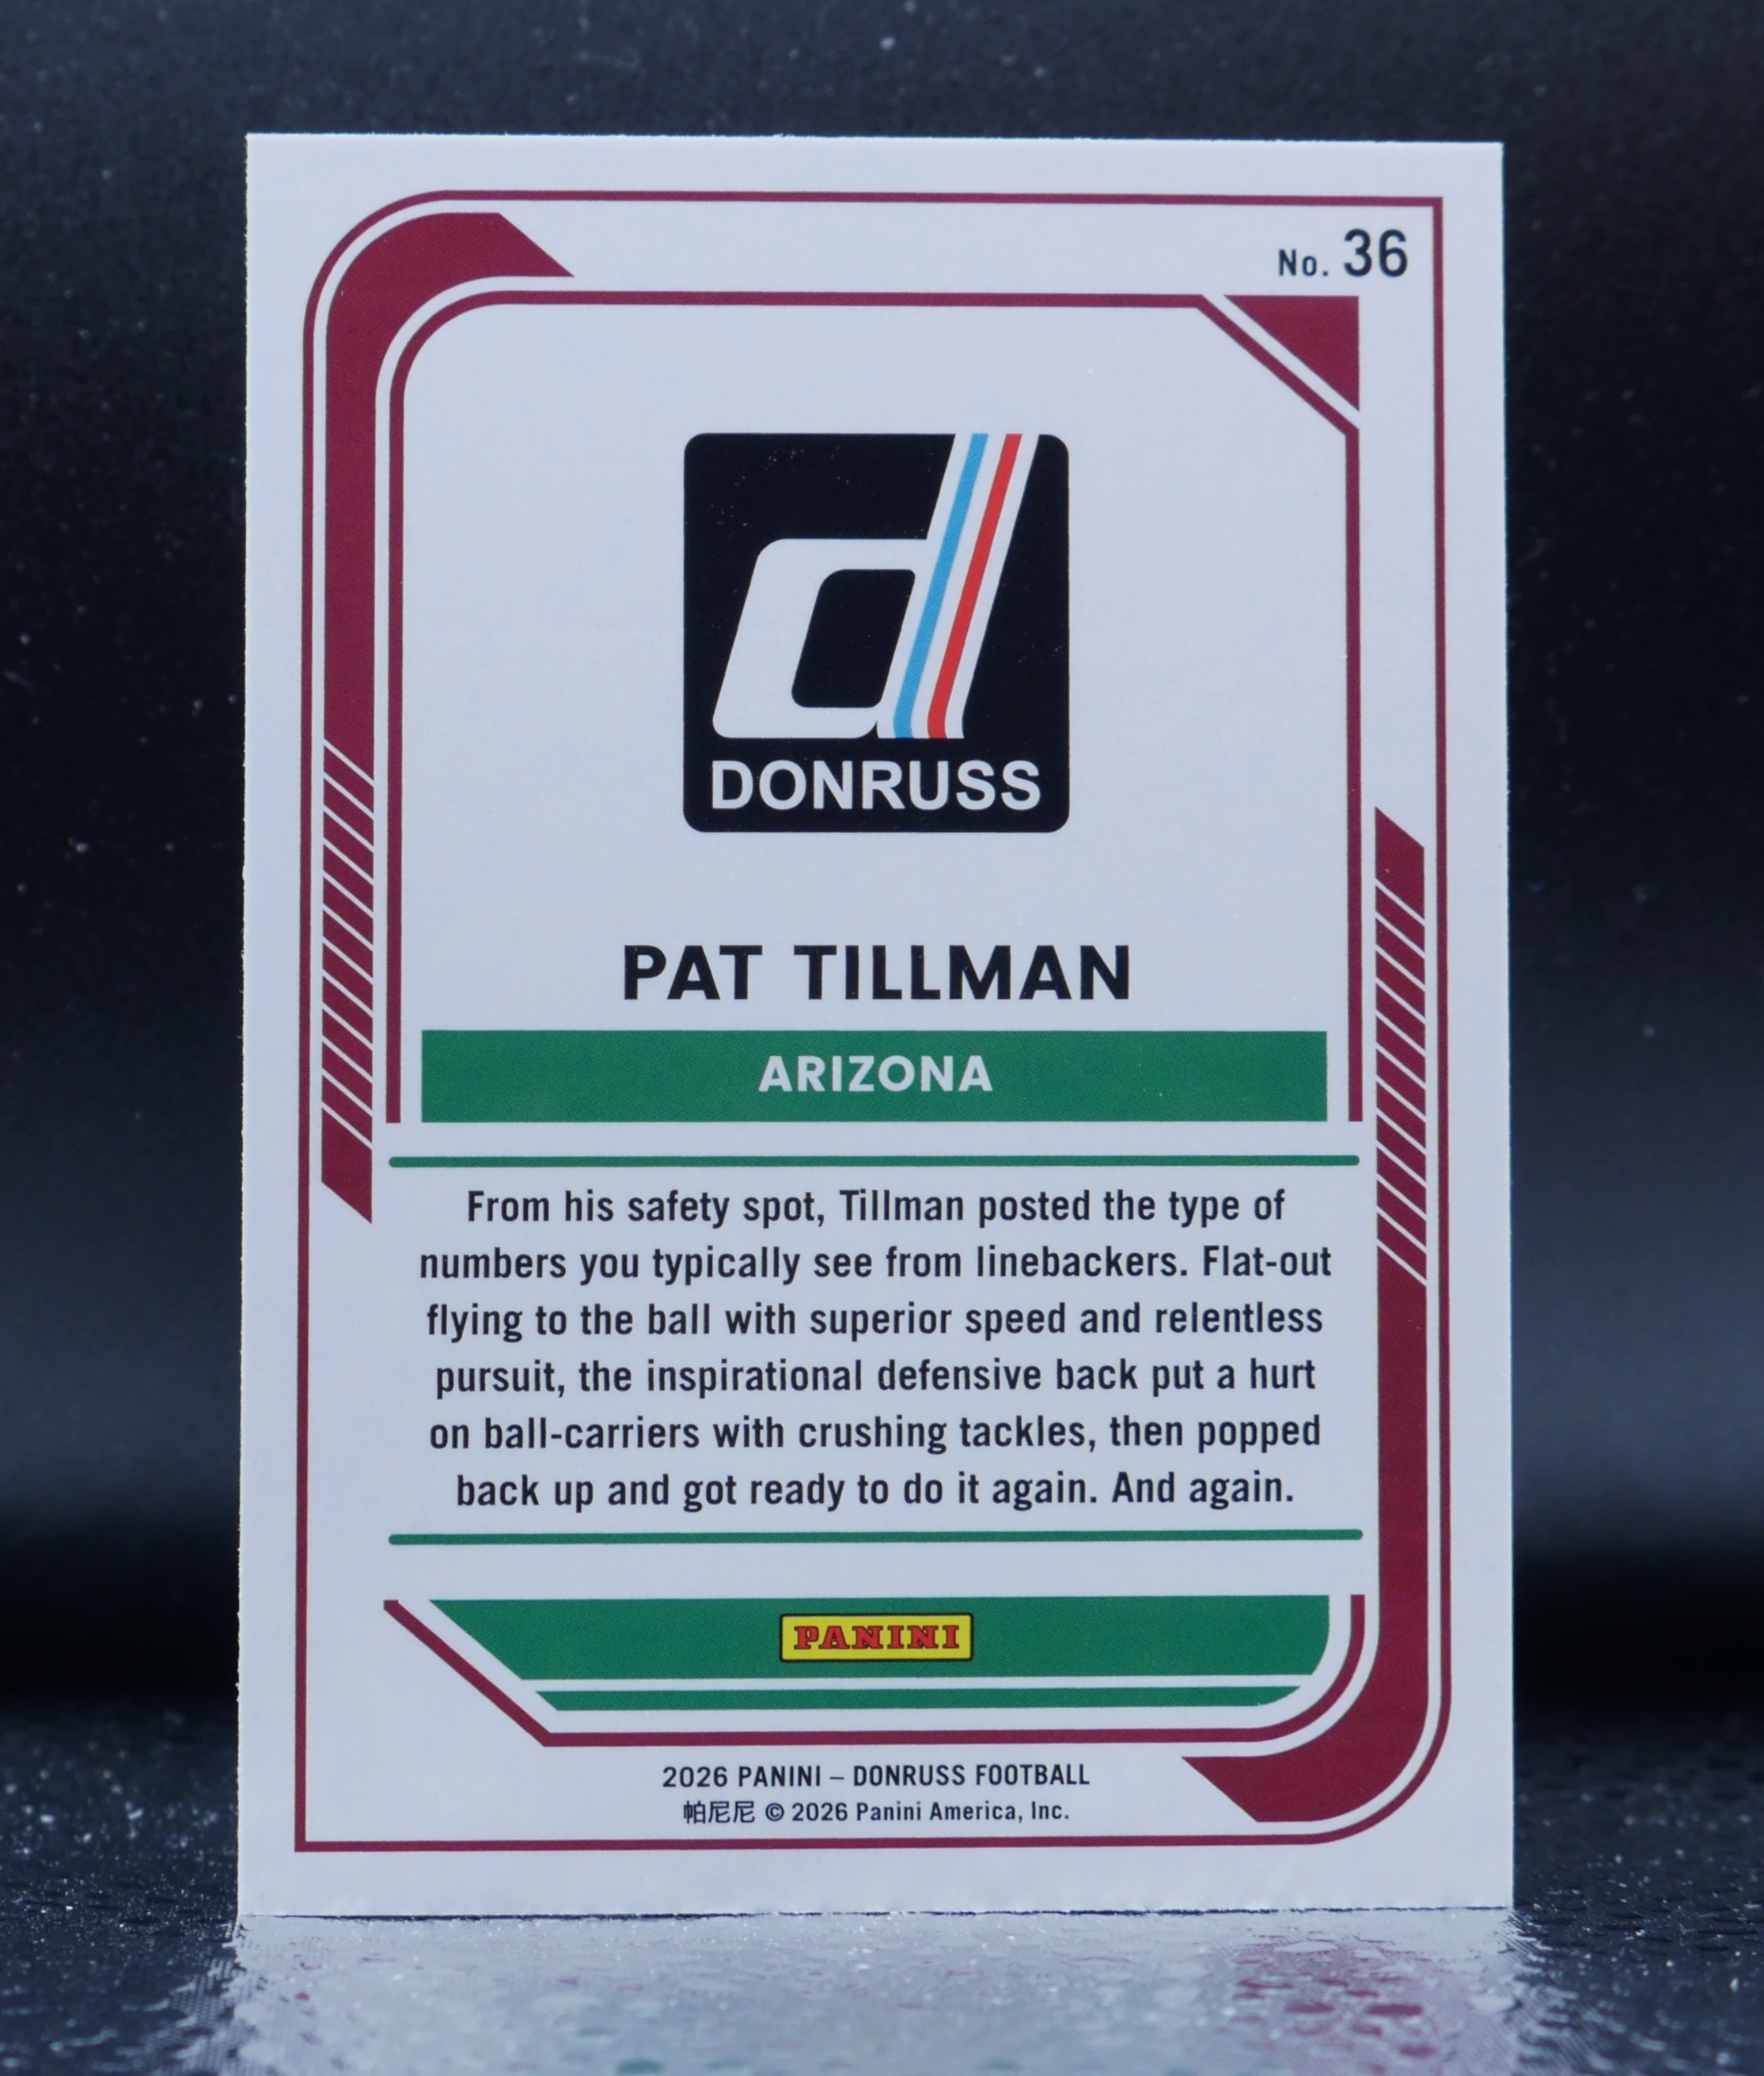 No. 36
d
DONRUSS
PAT TILLMAN
ARIZONA
From his safety spot, Tillman posted the type of
numbers you typically see from linebackers. Flat-out
flying to the ball with superior speed and relentless
pursuit, the inspirational defensive back put a hurt
on ball-carriers with crushing tackles, then popped
back up and got ready to do it again. And again.
PANINI
2026 PANINI – DONRUSS FOOTBALL
帕尼尼 © 2026 Panini America, Inc.